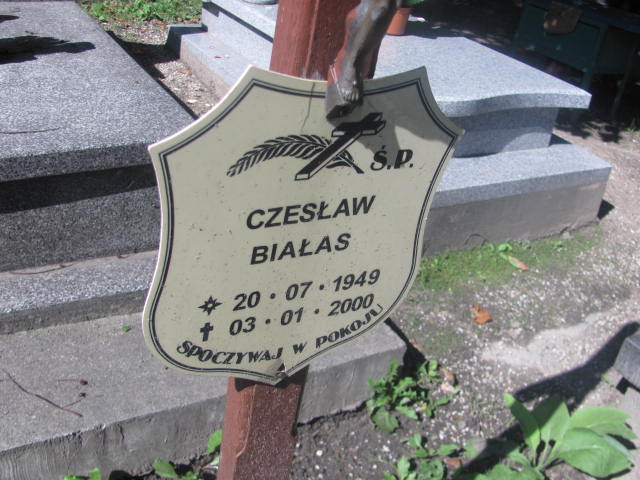 Ś.P.
CZESŁAW
BIAŁAS
20 · 07 · 1949
03 · 01 · 2000
SPOCZYWAJ W POKOJU